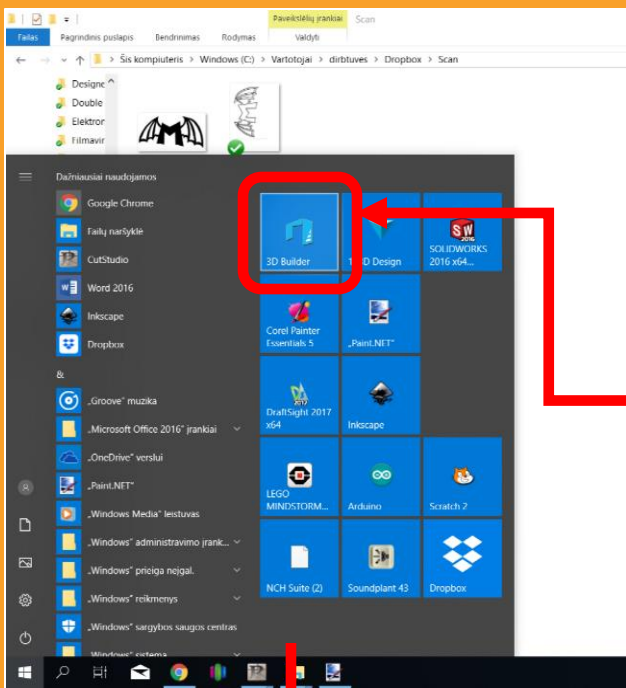 Paveikslėlių įrankiai Scan
Failas Pagrindinis puslapis Bendrinimas Rodymas Valdyti
Šis kompiuteris > Windows (C:) > Vartotojai > dirbtuves > Dropbox > Scan
Designe
Double
Elektror
Filmavir
Dažniausiai naudojamos
Google Chrome
Failų naršyklė
CutStudio
Word 2016
Inkscape
Dropbox
&
„Groove“ muzika
„Microsoft Office 2016“ įrankiai
„OneDrive“ verslui
„Paint.NET“
„Windows Media“ leistuvas
„Windows“ administravimo įrank...
„Windows“ prieiga neįgal.
„Windows“ reikmenys
„Windows“ sargybos saugos centras
„Windows“ sistema
3D Builder
D Design
SOLIDWORKS
2016 x64...
Corel Painter
Essentials 5
„Paint.NET“
DraftSight 2017
x64
Inkscape
LEGO
MINDSTORM...
Arduino
Scratch 2
NCH Suite (2)
Soundplant 43
Dropbox